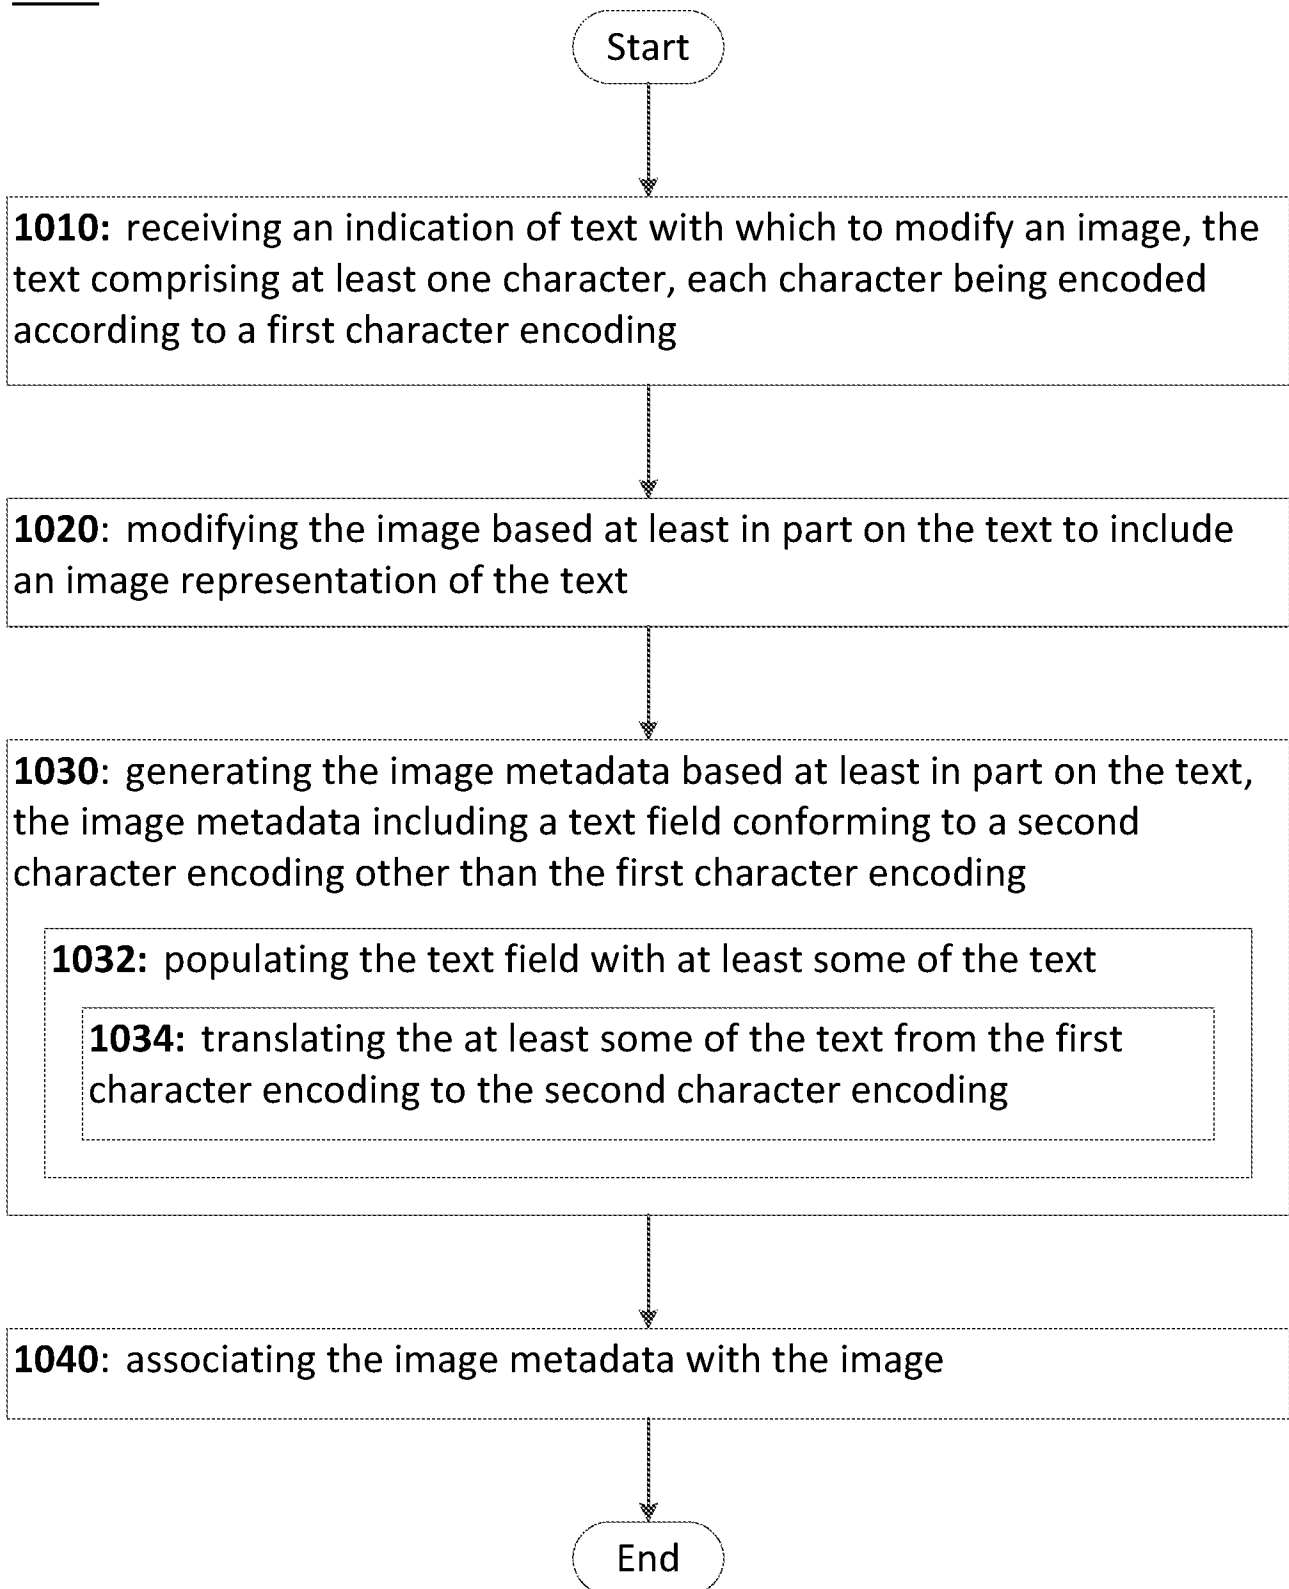 Start
1010: receiving an indication of text with which to modify an image, the
text comprising at least one character, each character being encoded
according to a first character encoding
1020: modifying the image based at least in part on the text to include
an image representation of the text
1030: generating the image metadata based at least in part on the text,
the image metadata including a text field conforming to a second
character encoding other than the first character encoding
1032: populating the text field with at least some of the text
1034: translating the at least some of the text from the first
character encoding to the second character encoding
1040: associating the image metadata with the image
End